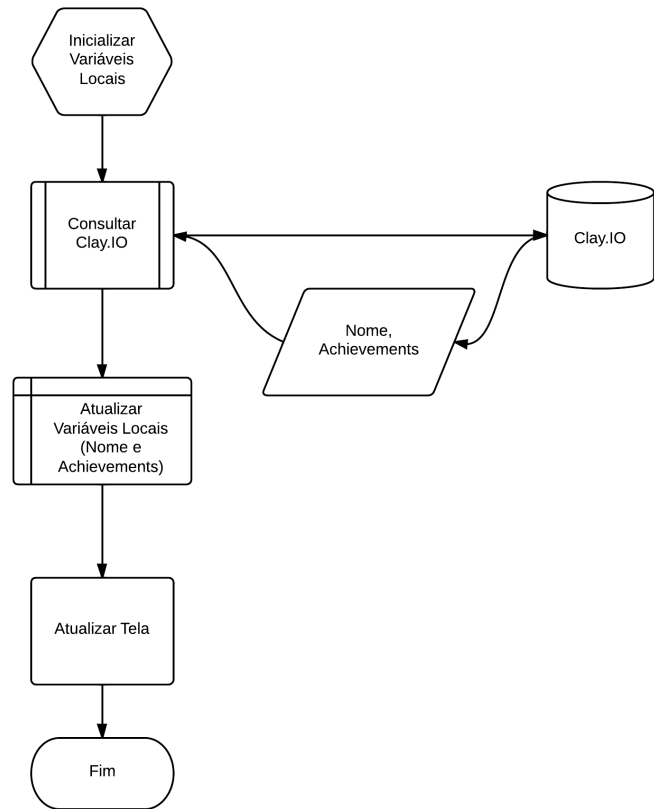 Inicializar
Variáveis
Locais
Consultar
Clay.IO
Clay.IO
Nome,
Achievements
Atualizar
Variáveis Locais
(Nome e
Achievements)
Atualizar Tela
Fim